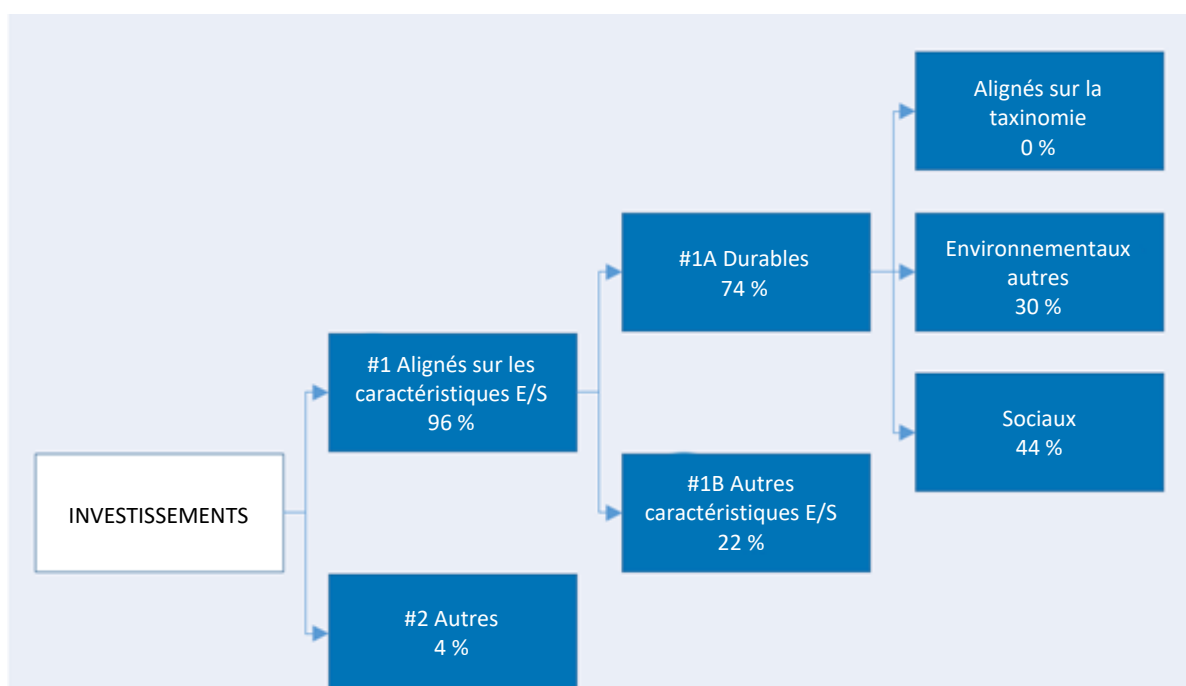 Alignés sur la
taxinomie
0 %
#1A Durables
74 %
Environnementaux
autres
30 %
#1 Alignés sur les
caractéristiques E/S
96 %
Sociaux
44 %
INVESTISSEMENTS
#1B Autres
caractéristiques E/S
22 %
#2 Autres
4 %